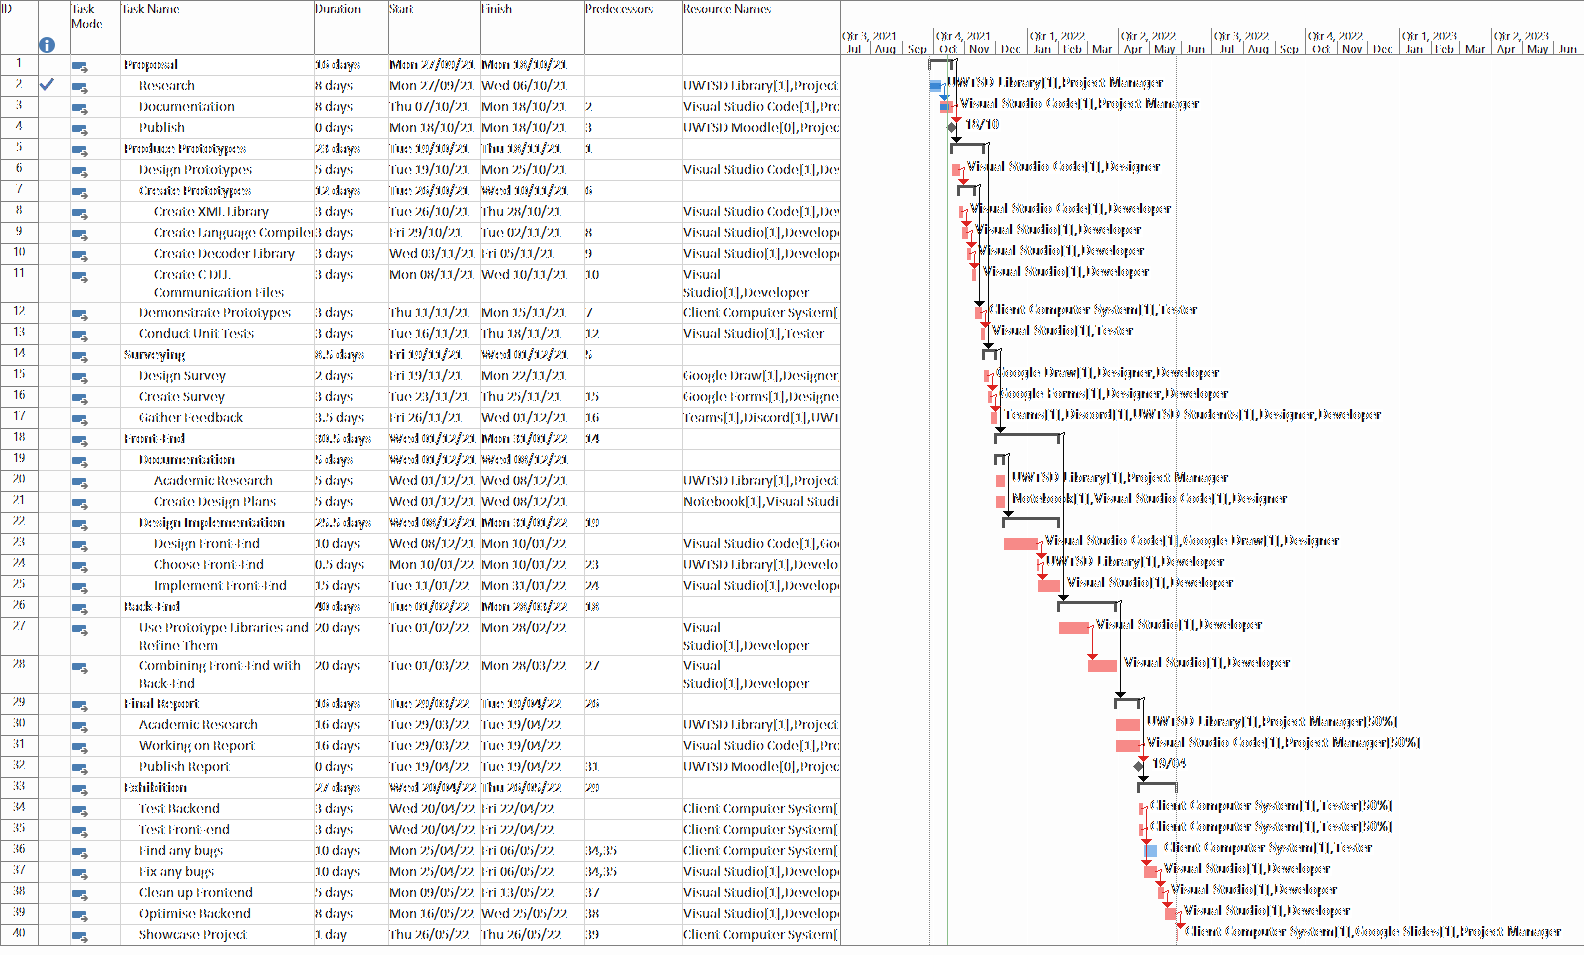 ID Task Mode Task Name Duration Start Finish Predecessors Resource Names
Qtr 3, 2021 Qtr 4, 2021 Qtr 1, 2022 Qtr 2, 2022 Qtr 3, 2022 Qtr 4, 2022 Qtr 1, 2023 Qtr 2, 2023
Jul Aug Sep Oct Nov Dec Jan Feb Mar Apr May Jun Jul Aug Sep Oct Nov Dec Jan Feb Mar Apr May Jun
1 Proposal 16 days Mon 27/09/21 Mon 18/10/21
2 Research 8 days Mon 27/09/21 Wed 06/10/21 UWTSD Library[1],Project UWTSD Library[1],Project Manager
3 Documentation 8 days Thu 07/10/21 Mon 18/10/21 2 Visual Studio Code[1],Pro Visual Studio Code[1],Project Manager
4 Publish 0 days Mon 18/10/21 Mon 18/10/21 3 UWTSD Moodle[0],Projec 18/10
5 Produce Prototypes 23 days Tue 19/10/21 Thu 18/11/21 1
6 Design Prototypes 5 days Tue 19/10/21 Mon 25/10/21 Visual Studio Code[1],De Visual Studio Code[1],Designer
7 Create Prototypes 12 days Tue 26/10/21 Wed 10/11/21 6
8 Create XML Library 3 days Tue 26/10/21 Thu 28/10/21 Visual Studio Code[1],De Visual Studio Code[1],Developer
9 Create Language Compiler 3 days Fri 29/10/21 Tue 02/11/21 8 Visual Studio[1],Develop Visual Studio[1],Developer
10 Create Decoder Library 3 days Wed 03/11/21 Fri 05/11/21 9 Visual Studio[1],Develop Visual Studio[1],Developer
11 Create C DLL 3 days Mon 08/11/21 Wed 10/11/21 10 Visual Visual Studio[1],Developer
Communication Files Studio[1],Developer
12 Demonstrate Prototypes 3 days Thu 11/11/21 Mon 15/11/21 7 Client Computer System[ Client Computer System[1],Tester
13 Conduct Unit Tests 3 days Tue 16/11/21 Thu 18/11/21 12 Visual Studio[1],Tester Visual Studio[1],Tester
14 Surveying 8.5 days Fri 19/11/21 Wed 01/12/21 5
15 Design Survey 2 days Fri 19/11/21 Mon 22/11/21 Google Draw[1],Designer, Google Draw[1],Designer,Developer
16 Create Survey 3 days Tue 23/11/21 Thu 25/11/21 15 Google Forms[1],Designe Google Forms[1],Designer,Developer
17 Gather Feedback 3.5 days Fri 26/11/21 Wed 01/12/21 16 Teams[1],Discord[1],UWT Teams[1],Discord[1],UWTSD Students[1],Designer,Developer
18 Front-End 30.5 days Wed 01/12/21 Mon 31/01/22 14
19 Documentation 5 days Wed 01/12/21 Wed 08/12/21
20 Academic Research 5 days Wed 01/12/21 Wed 08/12/21 UWTSD Library[1],Project UWTSD Library[1],Project Manager
21 Create Design Plans 5 days Wed 01/12/21 Wed 08/12/21 Notebook[1],Visual Studi Notebook[1],Visual Studio Code[1],Designer
22 Design Implementation 25.5 days Wed 08/12/21 Mon 31/01/22 19
23 Design Front-End 10 days Wed 08/12/21 Mon 10/01/22 Visual Studio Code[1],Go Visual Studio Code[1],Google Draw[1],Designer
24 Choose Front-End 0.5 days Mon 10/01/22 Mon 10/01/22 23 UWTSD Library[1],Develo UWTSD Library[1],Developer
25 Implement Front-End 15 days Tue 11/01/22 Mon 31/01/22 24 Visual Studio[1],Develop Visual Studio[1],Developer
26 Back-End 40 days Tue 01/02/22 Mon 28/03/22 18
27 Use Prototype Libraries and 20 days Tue 01/02/22 Mon 28/02/22 Visual Visual Studio[1],Developer
Refine Them Studio[1],Developer
28 Combining Front-End with 20 days Tue 01/03/22 Mon 28/03/22 27 Visual Visual Studio[1],Developer
Back-End Studio[1],Developer
29 Final Report 16 days Tue 29/03/22 Tue 19/04/22 26
30 Academic Research 16 days Tue 29/03/22 Tue 19/04/22 UWTSD Library[1],Project UWTSD Library[1],Project Manager[50%]
31 Working on Report 16 days Tue 29/03/22 Tue 19/04/22 Visual Studio Code[1],Pro Visual Studio Code[1],Project Manager[50%]
32 Publish Report 0 days Tue 19/04/22 Tue 19/04/22 31 UWTSD Moodle[0],Projec 19/04
33 Exhibition 27 days Wed 20/04/22 Thu 26/05/22 29
34 Test Backend 3 days Wed 20/04/22 Fri 22/04/22 Client Computer System[ Client Computer System[1],Tester[50%]
35 Test Front-end 3 days Wed 20/04/22 Fri 22/04/22 Client Computer System[ Client Computer System[1],Tester[50%]
36 Find any bugs 10 days Mon 25/04/22 Fri 06/05/22 34,35 Client Computer System[ Client Computer System[1],Tester
37 Fix any bugs 10 days Mon 25/04/22 Fri 06/05/22 34,35 Visual Studio[1],Develop Visual Studio[1],Developer
38 Clean up Frontend 5 days Mon 09/05/22 Fri 13/05/22 37 Visual Studio[1],Develop Visual Studio[1],Developer
39 Optimise Backend 8 days Mon 16/05/22 Wed 25/05/22 38 Visual Studio[1],Develop Visual Studio[1],Developer
40 Showcase Project 1 day Thu 26/05/22 Thu 26/05/22 39 Client Computer System[ Client Computer System[1],Google Slides[1],Project Manager